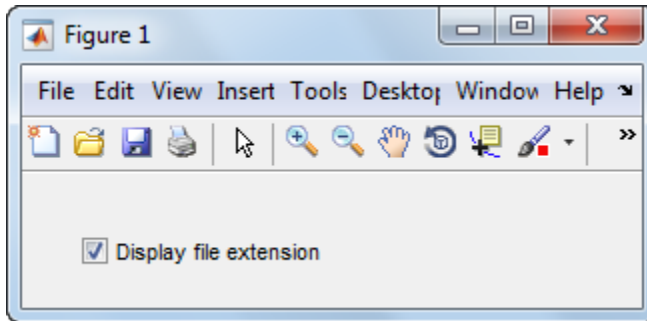 Figure 1
File Edit View Insert Tools Desktop Window Help
Display file extension